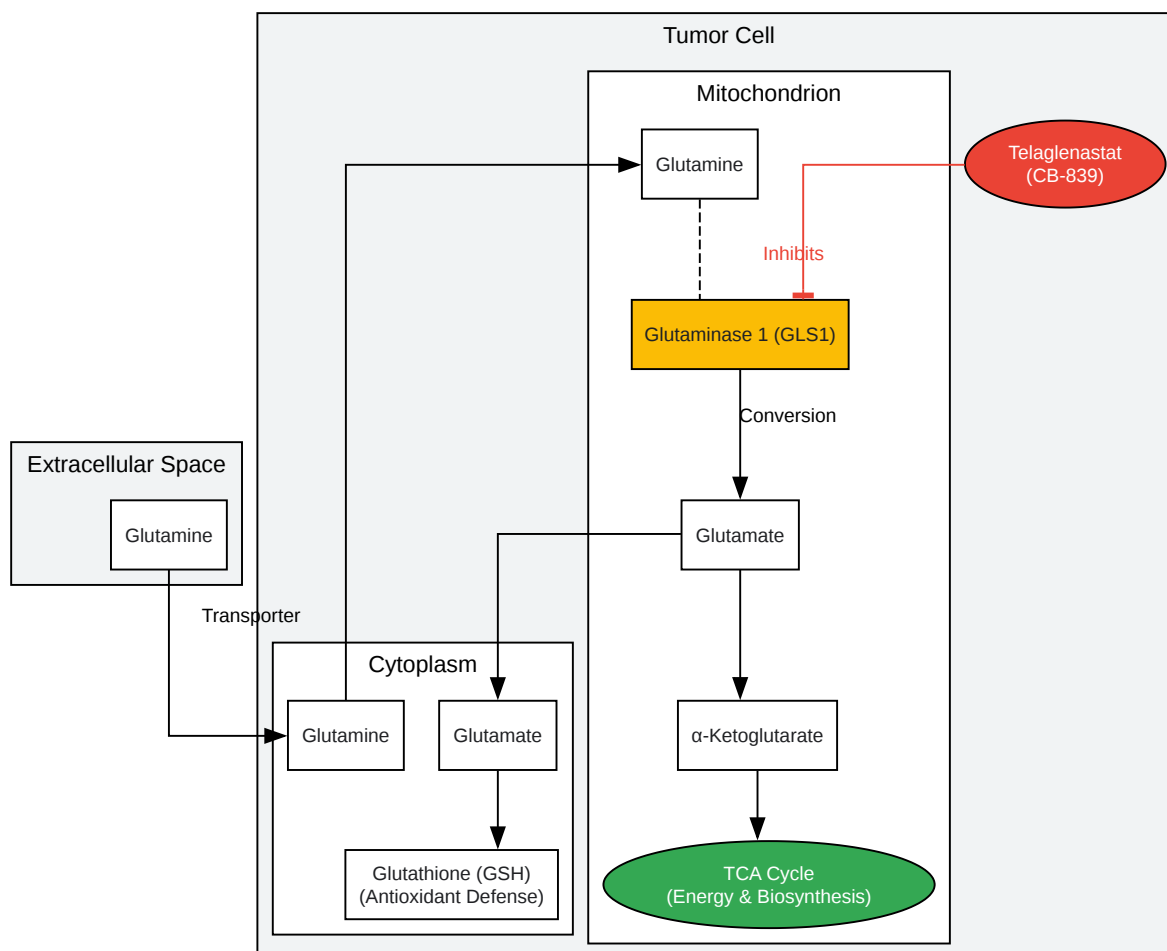 Tumor Cell
Mitochondrion
Glutamine
Telaglenastat
(CB-839)
Inhibits
Glutaminase 1 (GLS1)
Conversion
Extracellular Space
Glutamine
Glutamate
Transporter
Cytoplasm
Glutamine
Glutamate
α-Ketoglutarate
Glutathione (GSH)
(Antioxidant Defense)
TCA Cycle
(Energy & Biosynthesis)